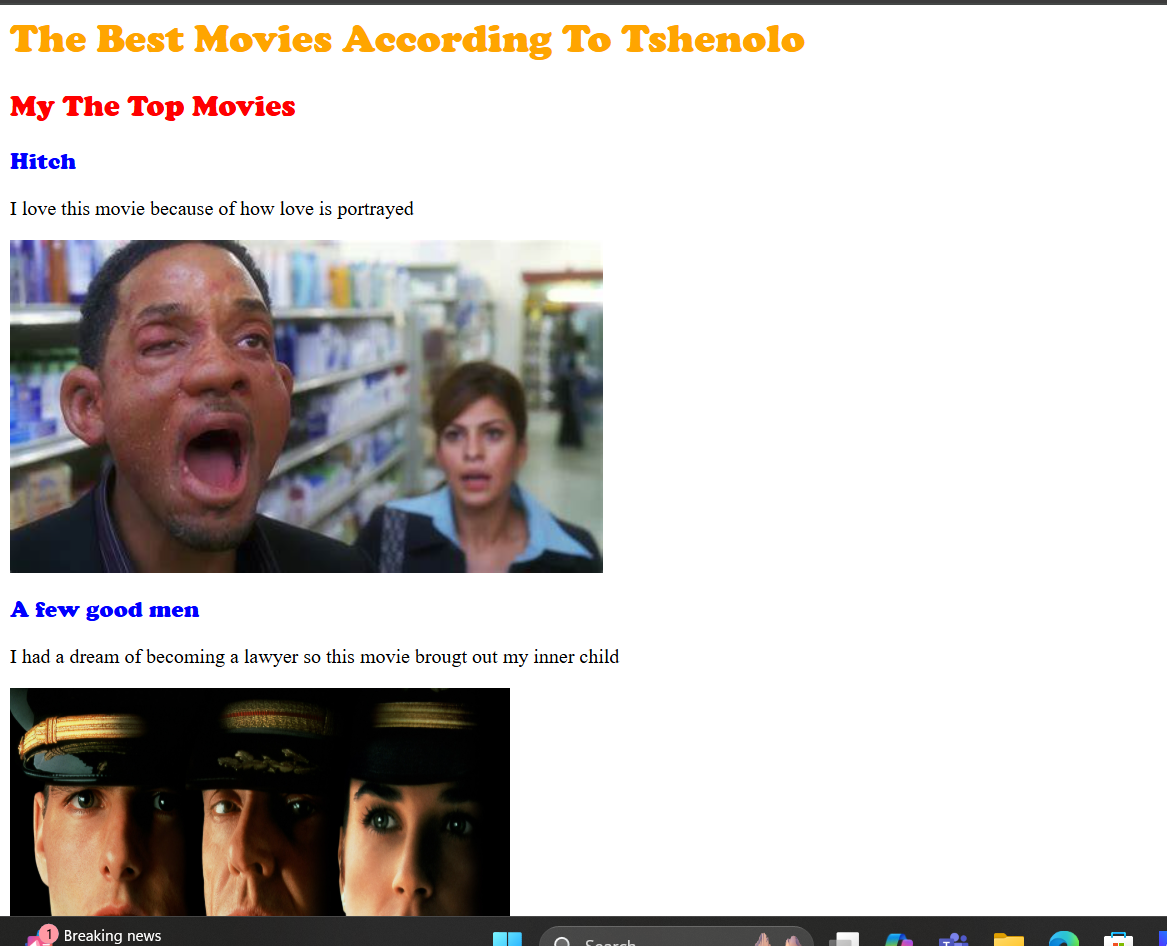 The Best Movies According To Tshenolo
My The Top Movies
Hitch
I love this movie because of how love is portrayed
A few good men
I had a dream of becoming a lawyer so this movie brougt out my inner child
1
Breaking news
Search